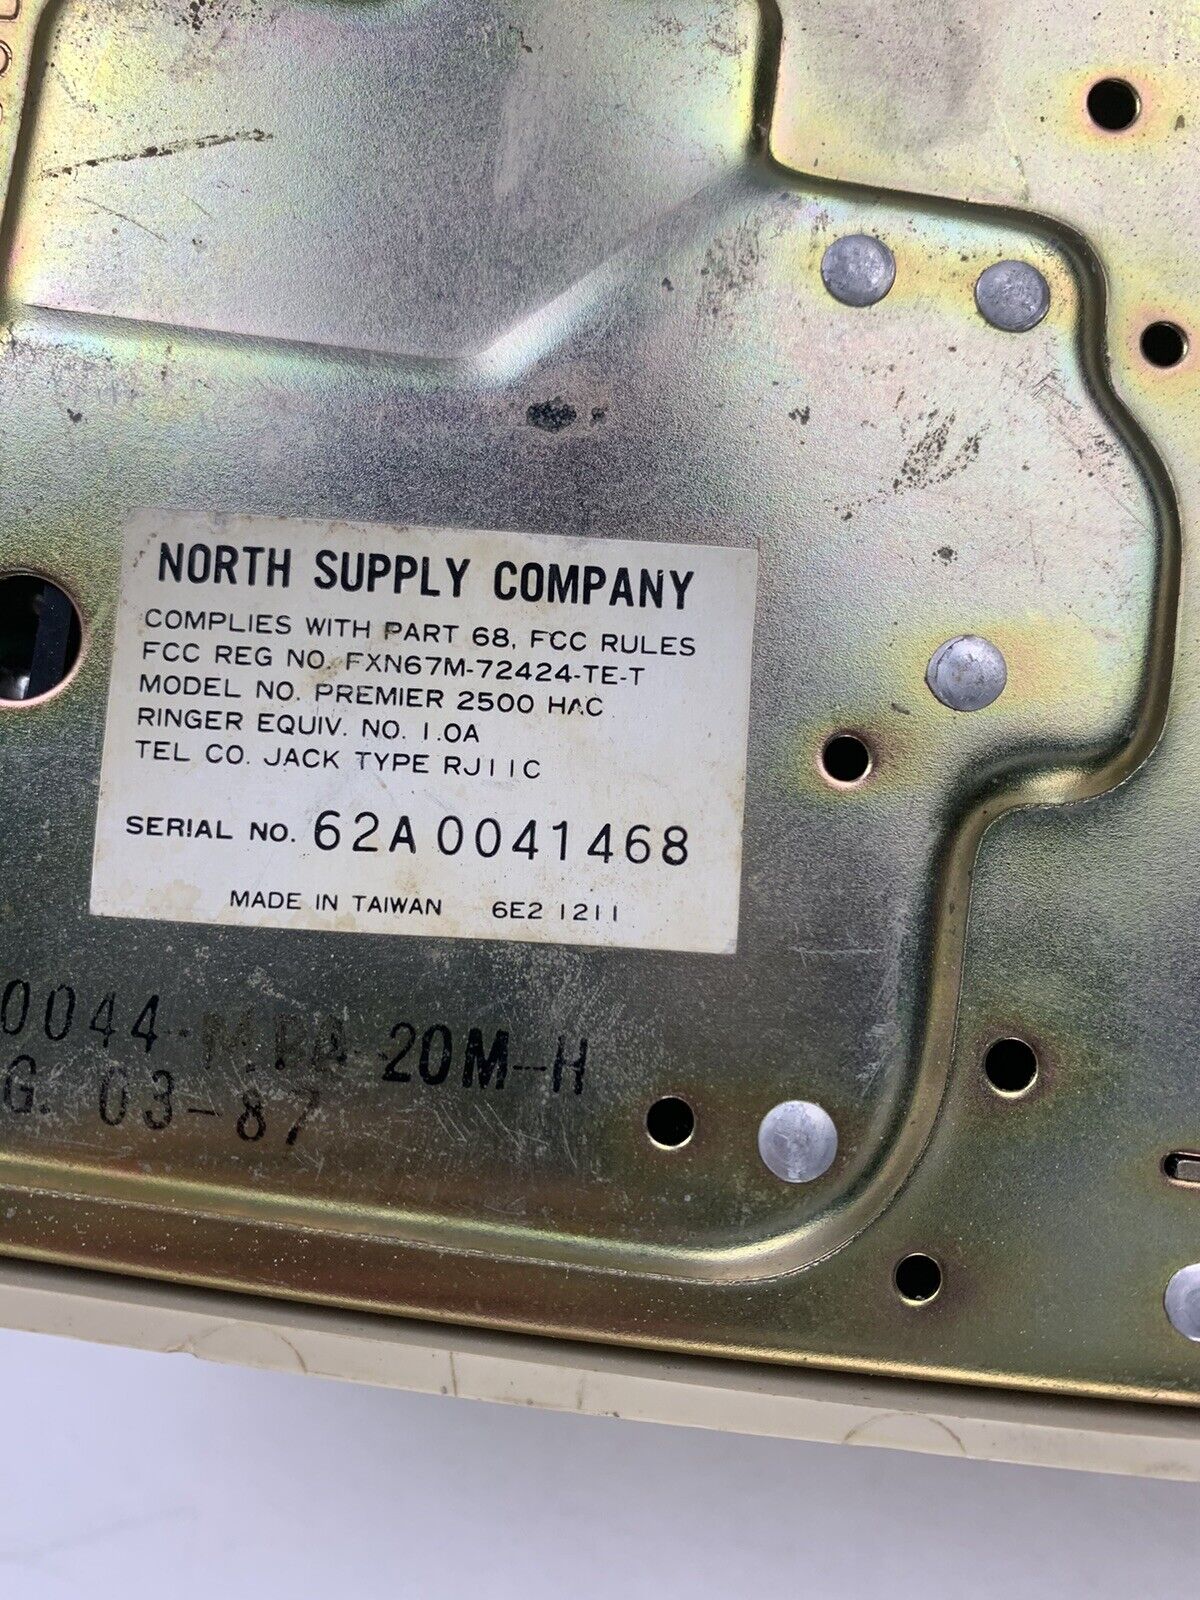 NORTH SUPPLY COMPANY
COMPLIES WITH PART 68, FCC RULES
FCC REG NO. FXN67M-72424-TE-T
MODEL NO. PREMIER 2500 HAC
RINGER EQUIV. NO. 1.0A
TEL CO. JACK TYPE RJ11C
SERIAL NO. 62A0041468
MADE IN TAIWAN 6E2 1211
0044- 20M-H
G. 03-87